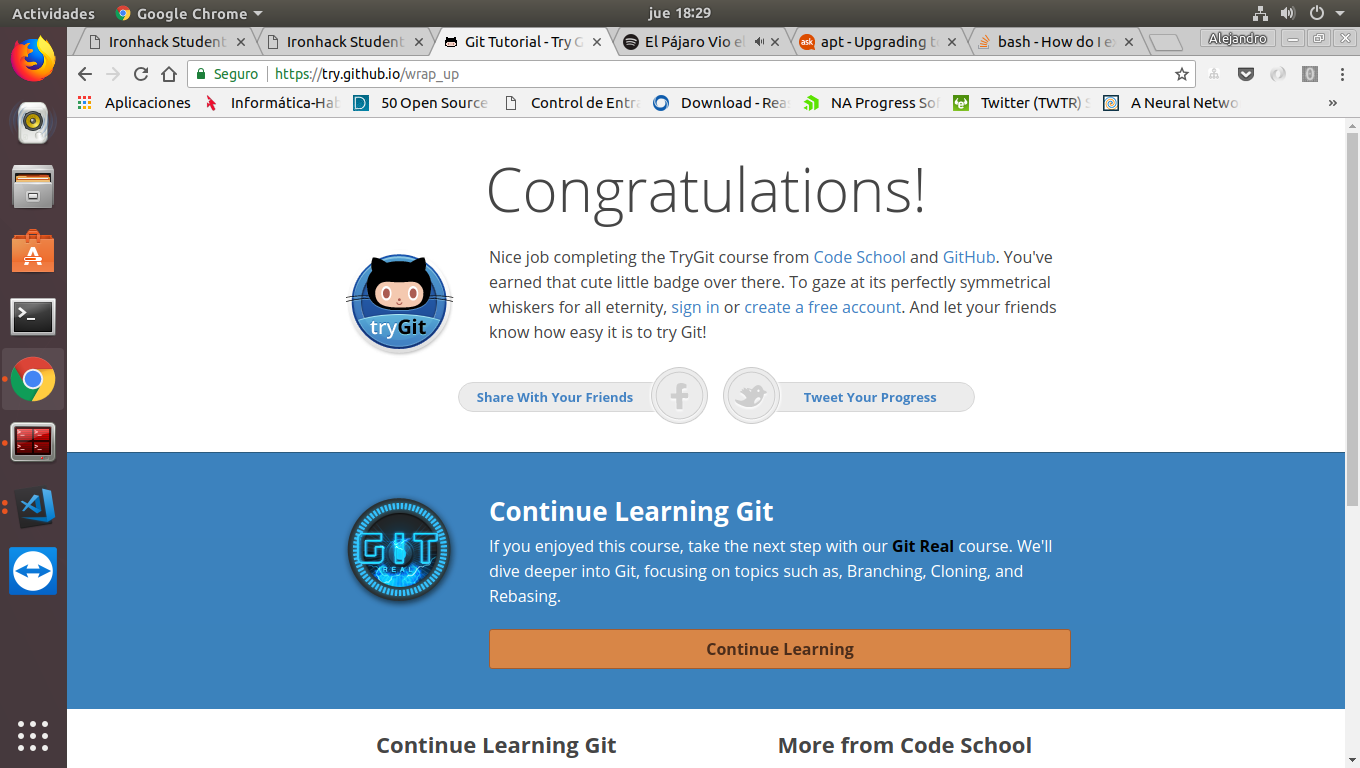 Actividades Google Chrome jue 18:29
Ironhack Student Ironhack Student Git Tutorial - Try G El Pájaro Vio el apt - Upgrading t bash - How do I e Alejandro
Seguro https://try.github.io/wrap_up
Aplicaciones Informática-Hab 50 Open Source Control de Entra Download - Rea NA Progress Sof Twitter (TWTR) S A Neural Netwo »
Congratulations!
Nice job completing the TryGit course from Code School and GitHub. You've
earned that cute little badge over there. To gaze at its perfectly symmetrical
whiskers for all eternity, sign in or create a free account. And let your friends
know how easy it is to try Git!
tryGit
Share With Your Friends Tweet Your Progress
Continue Learning Git
GIT
REAL
If you enjoyed this course, take the next step with our Git Real course. We'll
dive deeper into Git, focusing on topics such as, Branching, Cloning, and
Rebasing.
Continue Learning
Continue Learning Git More from Code School